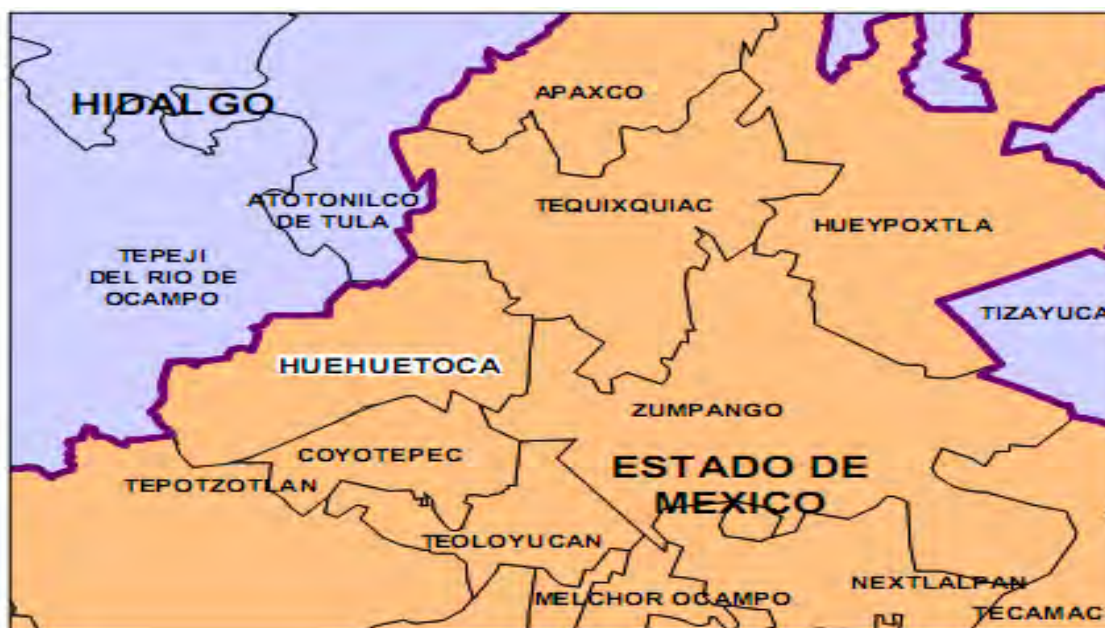 APAXCO
HIDALGO
ATOTONILCO
DE TULA
TEQUIXQUIAC
HUEYPOXTLA
TEPEJI
DEL RIO DE
OCAMPO
TIZAYUCA
HUEHUETOCA
ZUMPANGO
COYOTEPEC
ESTADO DE
MEXICO
TEPOTZOTLAN
TEOLOYUCAN
NEXTLALPAN
MELCHOR OCAMPO
TECAMAC